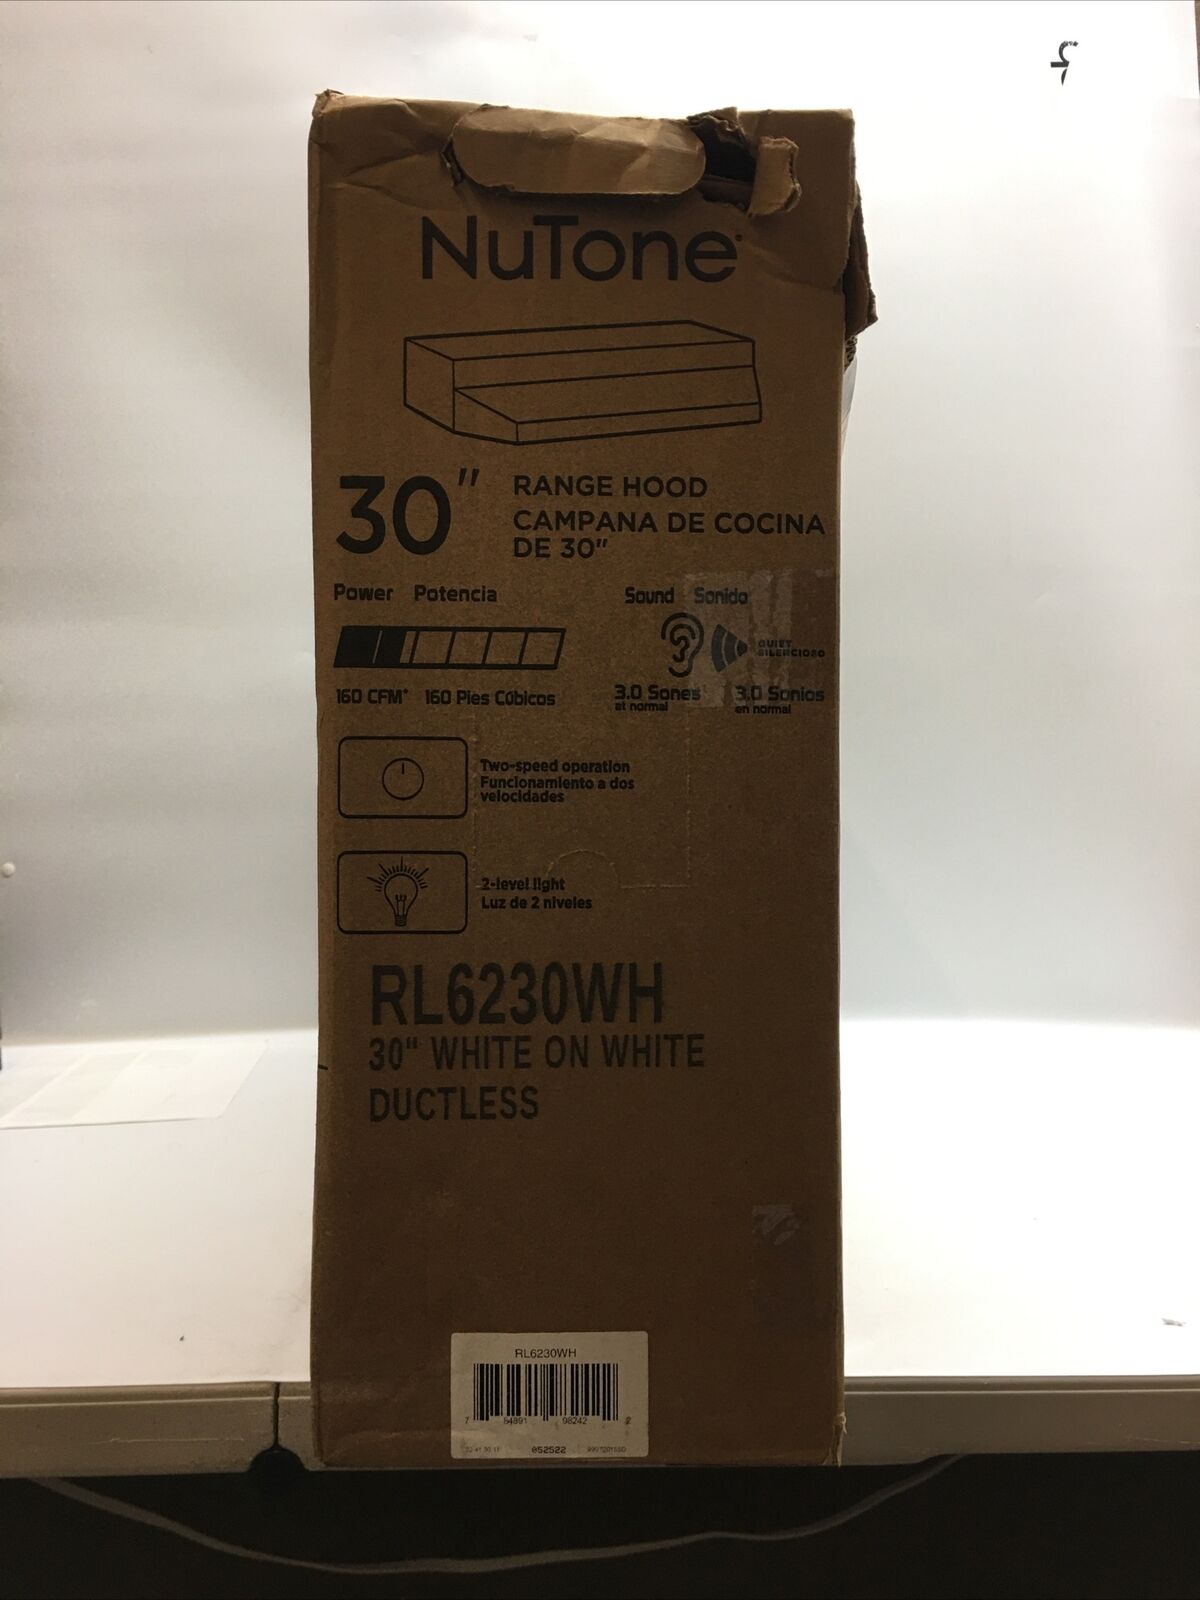 NuTone
30" RANGE HOOD
CAMPANA DE COCINA
DE 30"
Power Potencia
Sound Sonido
QUIET
SILENCIOSO
160 CFM* 160 Pies Cúbicos
3.0 Sones 3.0 Sonios
at normal en normal
Two-speed operation
Funcionamiento a dos
velocidades
2-level light
Luz de 2 niveles
RL6230WH
30" WHITE ON WHITE
DUCTLESS
RL6230WH
7 84891 98242 2
052522